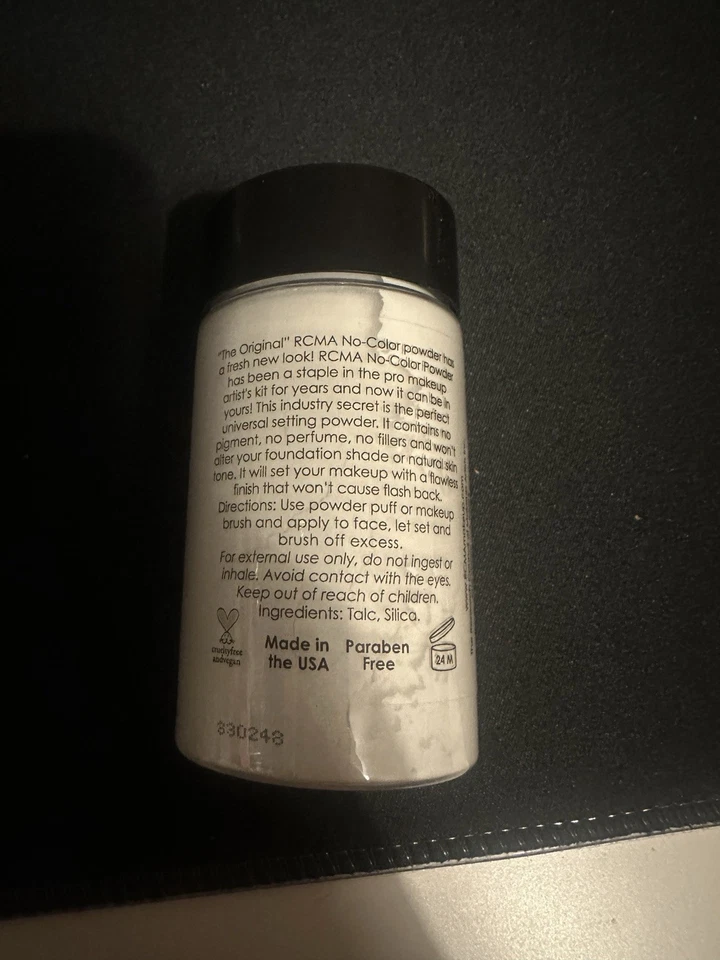 "The Original" RCMA No-Color powder has
a fresh new look! RCMA No-Color Powder
has been a staple in the pro makeup
artist's kit for years and now it can be in
yours! This industry secret is the perfect
universal setting powder. It contains no
pigment, no perfume, no fillers and won't
alter your foundation shade or natural skin
tone. It will set your makeup with a flawless
finish that won't cause flash back.
Directions: Use powder puff or makeup
brush and apply to face, let set and
brush off excess.
For external use only, do not ingest or
inhale. Avoid contact with the eyes.
Keep out of reach of children.
Ingredients: Talc, Silica.
crueltyfree
andvegan
Made in
the USA
Paraben
Free
24 M
830248